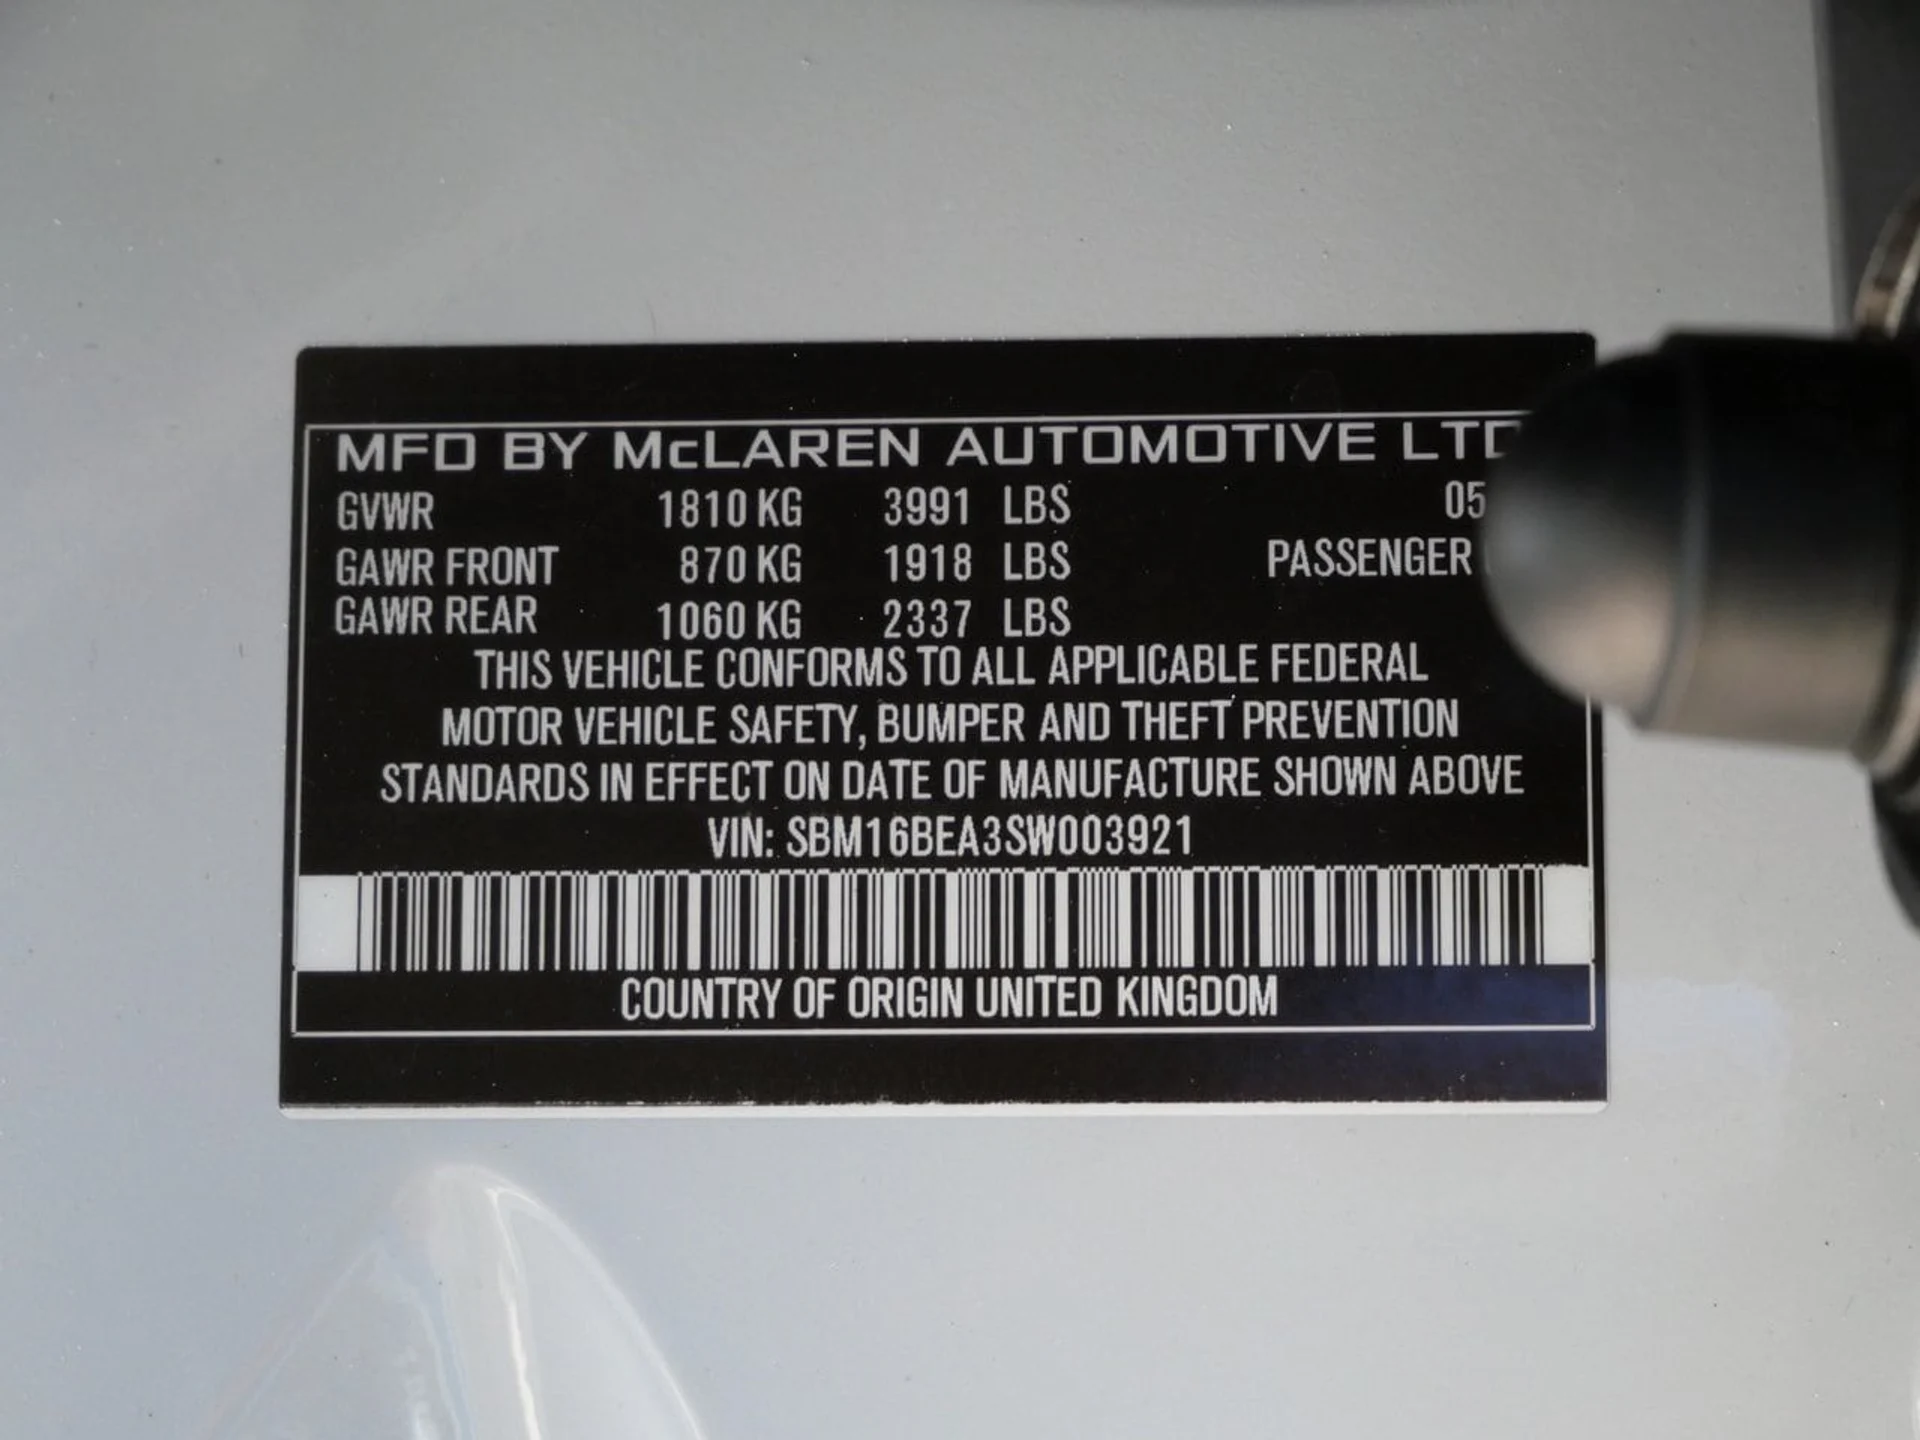 MFD BY McLAREN AUTOMOTIVE LTD
GVWR 1810 KG 3991 LBS 05
GAWR FRONT 870 KG 1918 LBS PASSENGER
GAWR REAR 1060 KG 2337 LBS
THIS VEHICLE CONFORMS TO ALL APPLICABLE FEDERAL
MOTOR VEHICLE SAFETY, BUMPER AND THEFT PREVENTION
STANDARDS IN EFFECT ON DATE OF MANUFACTURE SHOWN ABOVE
VIN: SBM16BEA3SW003921
COUNTRY OF ORIGIN UNITED KINGDOM